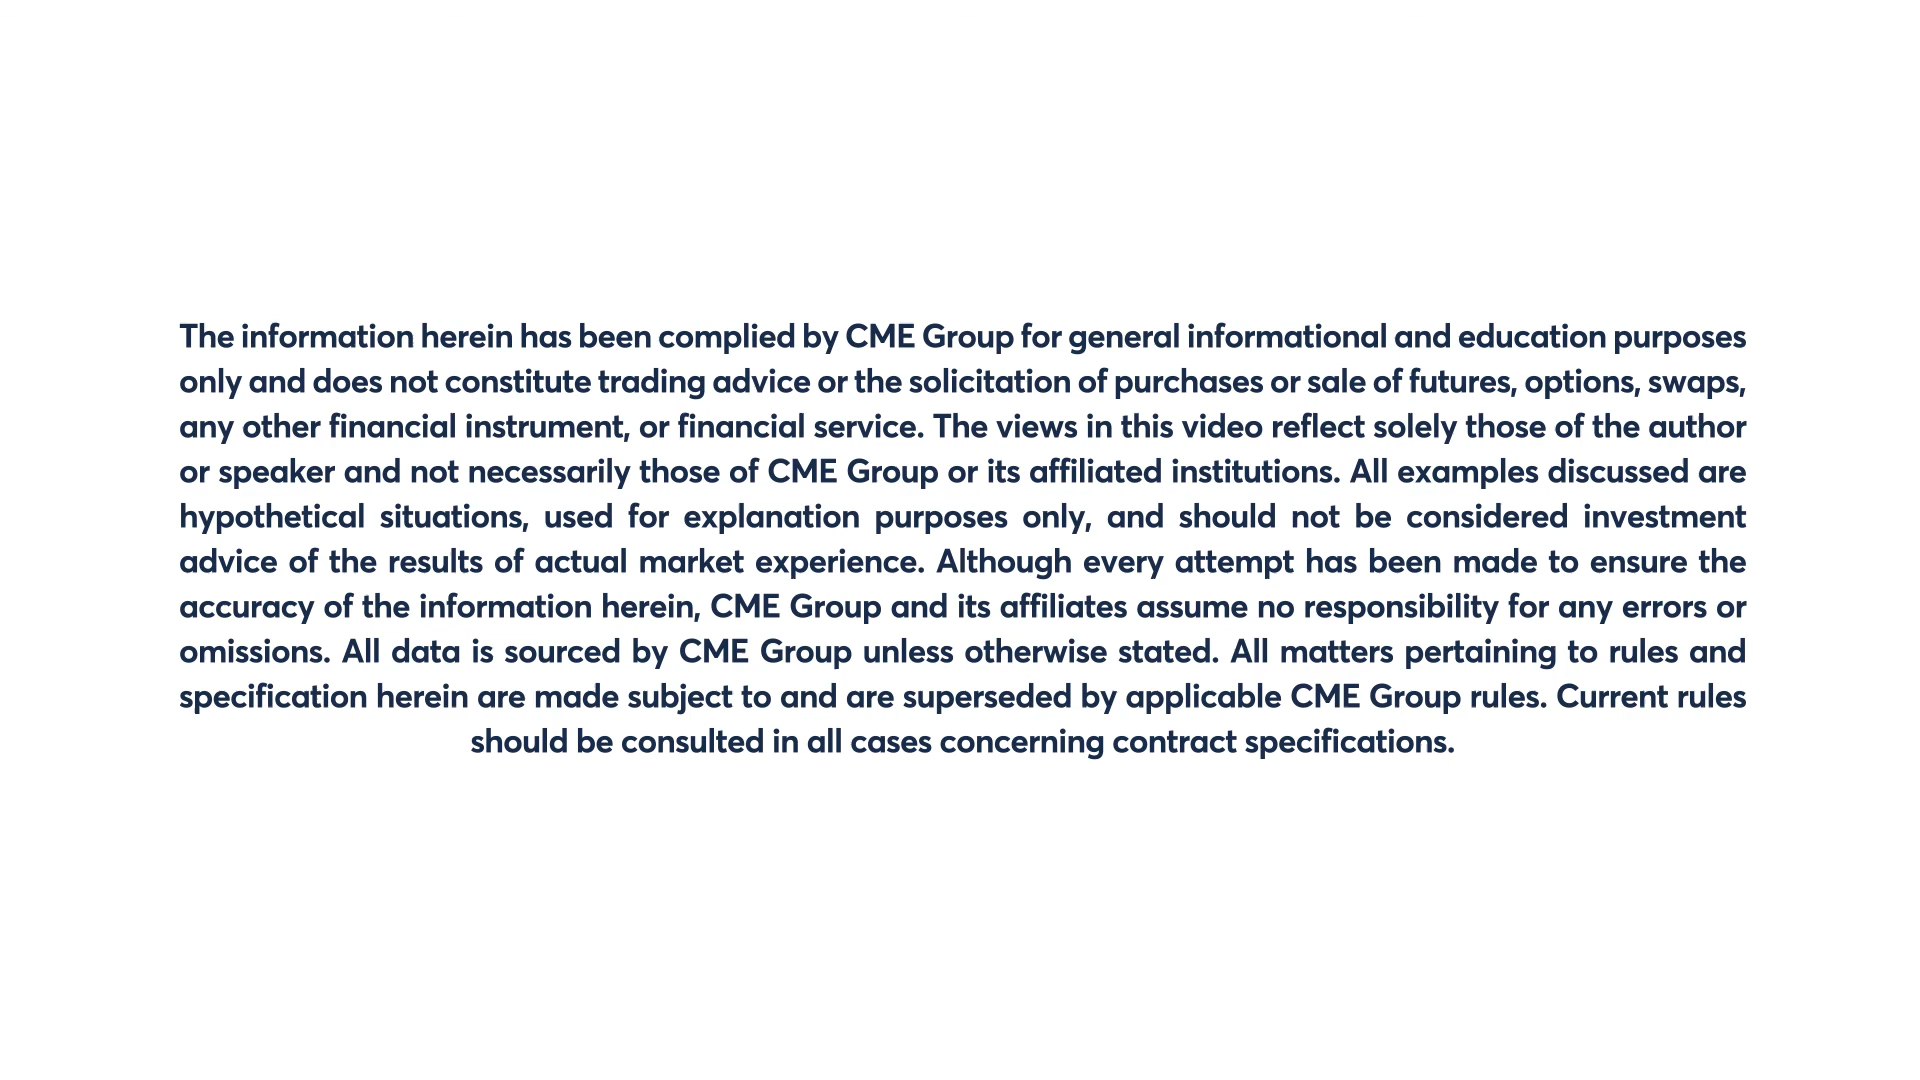 The information herein has been complied by CME Group for general informational and education purposes
only and does not constitute trading advice or the solicitation of purchases or sale of futures, options, swaps,
any other financial instrument, or financial service. The views in this video reflect solely those of the author
or speaker and not necessarily those of CME Group or its affiliated institutions. All examples discussed are
hypothetical situations, used for explanation purposes only, and should not be considered investment
advice of the results of actual market experience. Although every attempt has been made to ensure the
accuracy of the information herein, CME Group and its affiliates assume no responsibility for any errors or
omissions. All data is sourced by CME Group unless otherwise stated. All matters pertaining to rules and
specification herein are made subject to and are superseded by applicable CME Group rules. Current rules
should be consulted in all cases concerning contract specifications.